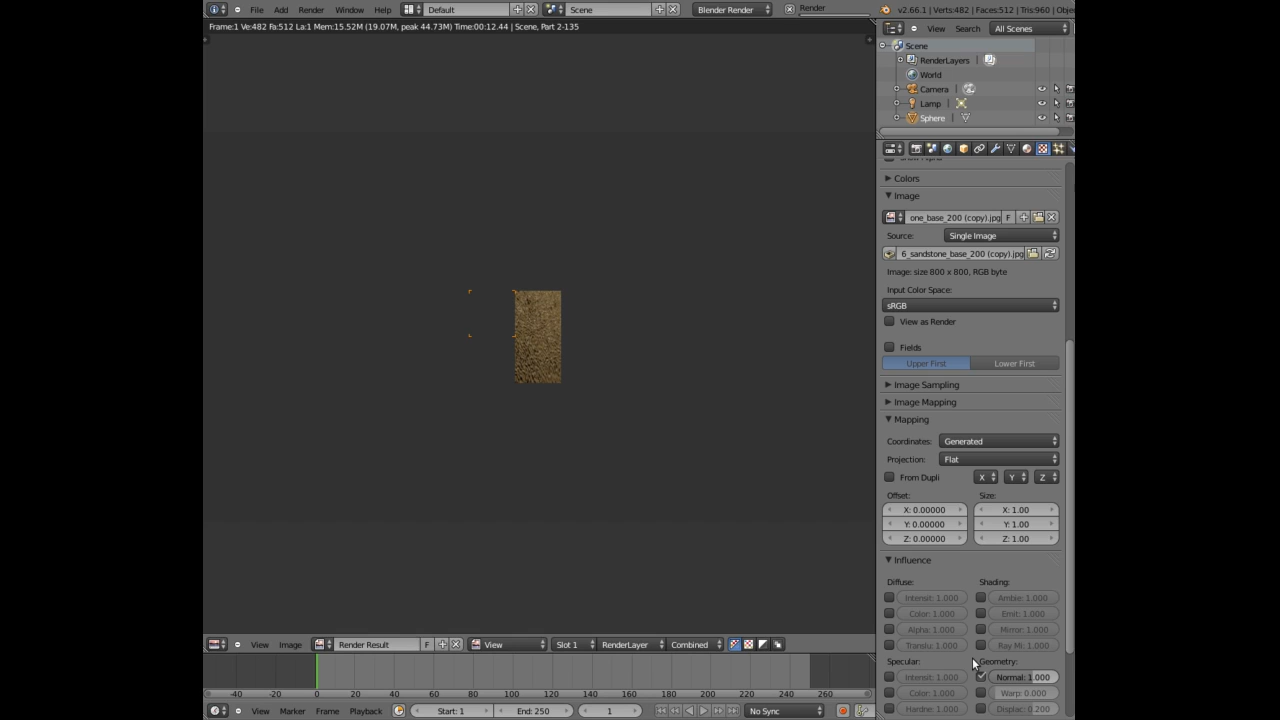 File Add Render Window Help Default Scene Blender Render Render v2.66.1 | Verts:482 | Faces:512 | Tris:960 | Obje
Frame:1 Ve:482 Fa:512 La:1 Mem:15.52M (19.07M, peak 44.73M) Time:00:12.44 | Scene, Part 2-135
View Search All Scenes
Scene
RenderLayers
World
Camera
Lamp
Sphere
Colors
Image
one_base_200 (copy).jpg F
Source: Single Image
6_sandstone_base_200 (copy).jpg
Image: size 800 x 800, RGB byte
Input Color Space:
sRGB
View as Render
Fields
Upper First Lower First
Image Sampling
Image Mapping
Mapping
Coordinates: Generated
Projection: Flat
From Dupli X Y Z
Offset: Size:
X: 0.00000 X: 1.00
Y: 0.00000 Y: 1.00
Z: 0.00000 Z: 1.00
Influence
Diffuse: Shading:
Intensit: 1.000 Ambie: 1.000
Color: 1.000 Emit: 1.000
Alpha: 1.000 Mirror: 1.000
Translu: 1.000 Ray Mi: 1.000
Specular: Geometry:
Intensit: 1.000 Normal: 1.000
Color: 1.000 Warp: 0.000
Hardne: 1.000 Displac: 0.200
View Image Render Result F View Slot 1 RenderLayer Combined
-40 -20 0 20 40 60 80 100 120 140 160 180 200 220 240 260
View Marker Frame Playback Start: 1 End: 250 1 No Sync